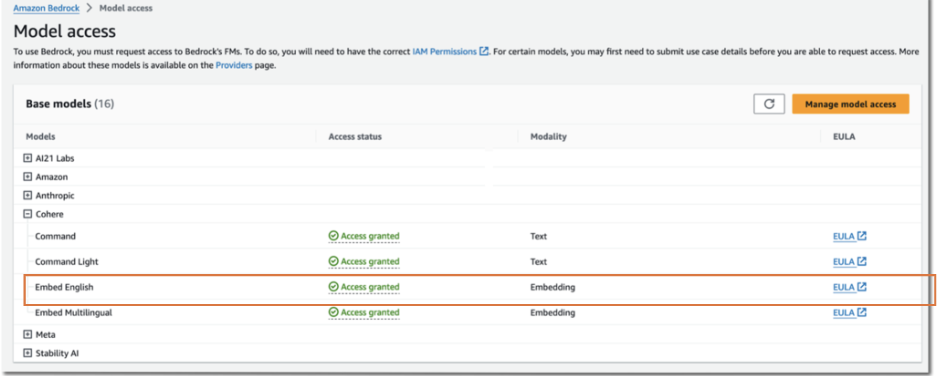 Amazon Bedrock > Model access
Model access
To use Bedrock, you must request access to Bedrock's FMs. To do so, you will need to have the correct IAM Permissions. For certain models, you may first need to submit use case details before you are able to request access. More
information about these models is available on the Providers page.
Base models (16)
Manage model access
Models Access status Modality EULA
AI21 Labs
Amazon
Anthropic
Cohere
Command Access granted Text EULA
Command Light Access granted Text EULA
Embed English Access granted Embedding EULA
Embed Multilingual Access granted Embedding EULA
Meta
Stability AI